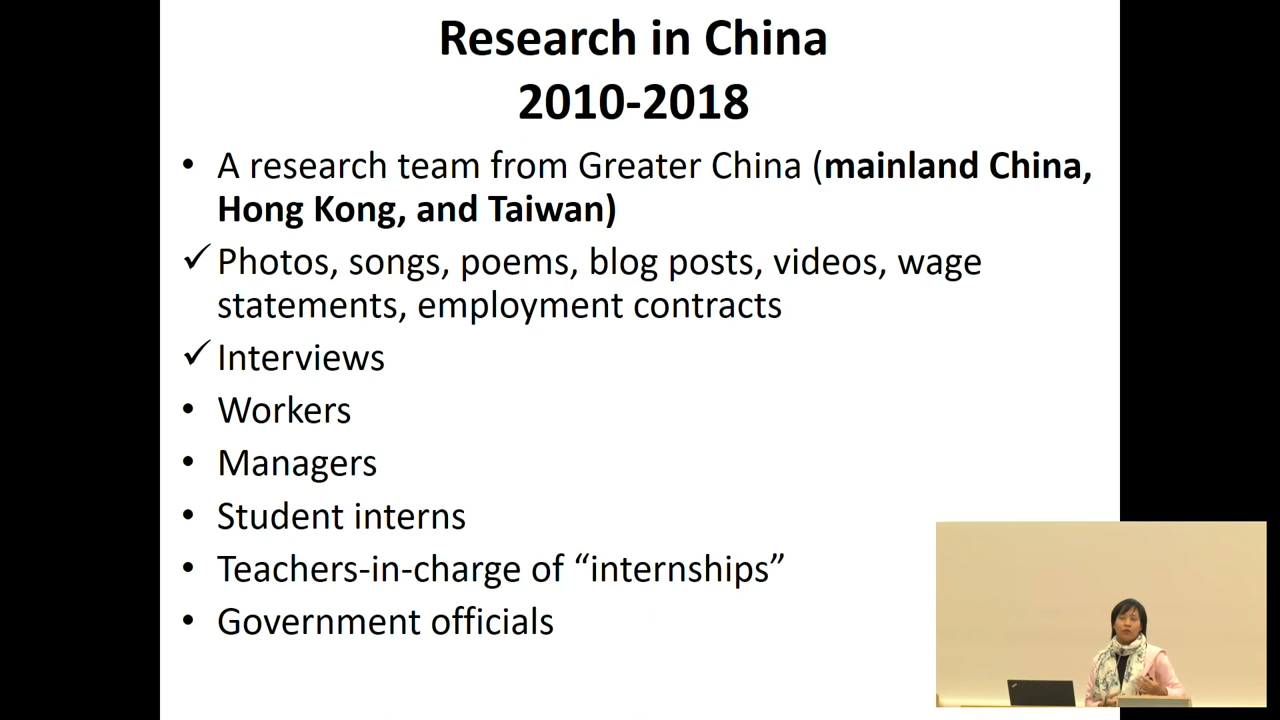 Research in China
2010-2018
• A research team from Greater China (mainland China,
Hong Kong, and Taiwan)
✓ Photos, songs, poems, blog posts, videos, wage
statements, employment contracts
✓ Interviews
• Workers
• Managers
• Student interns
• Teachers-in-charge of “internships”
• Government officials